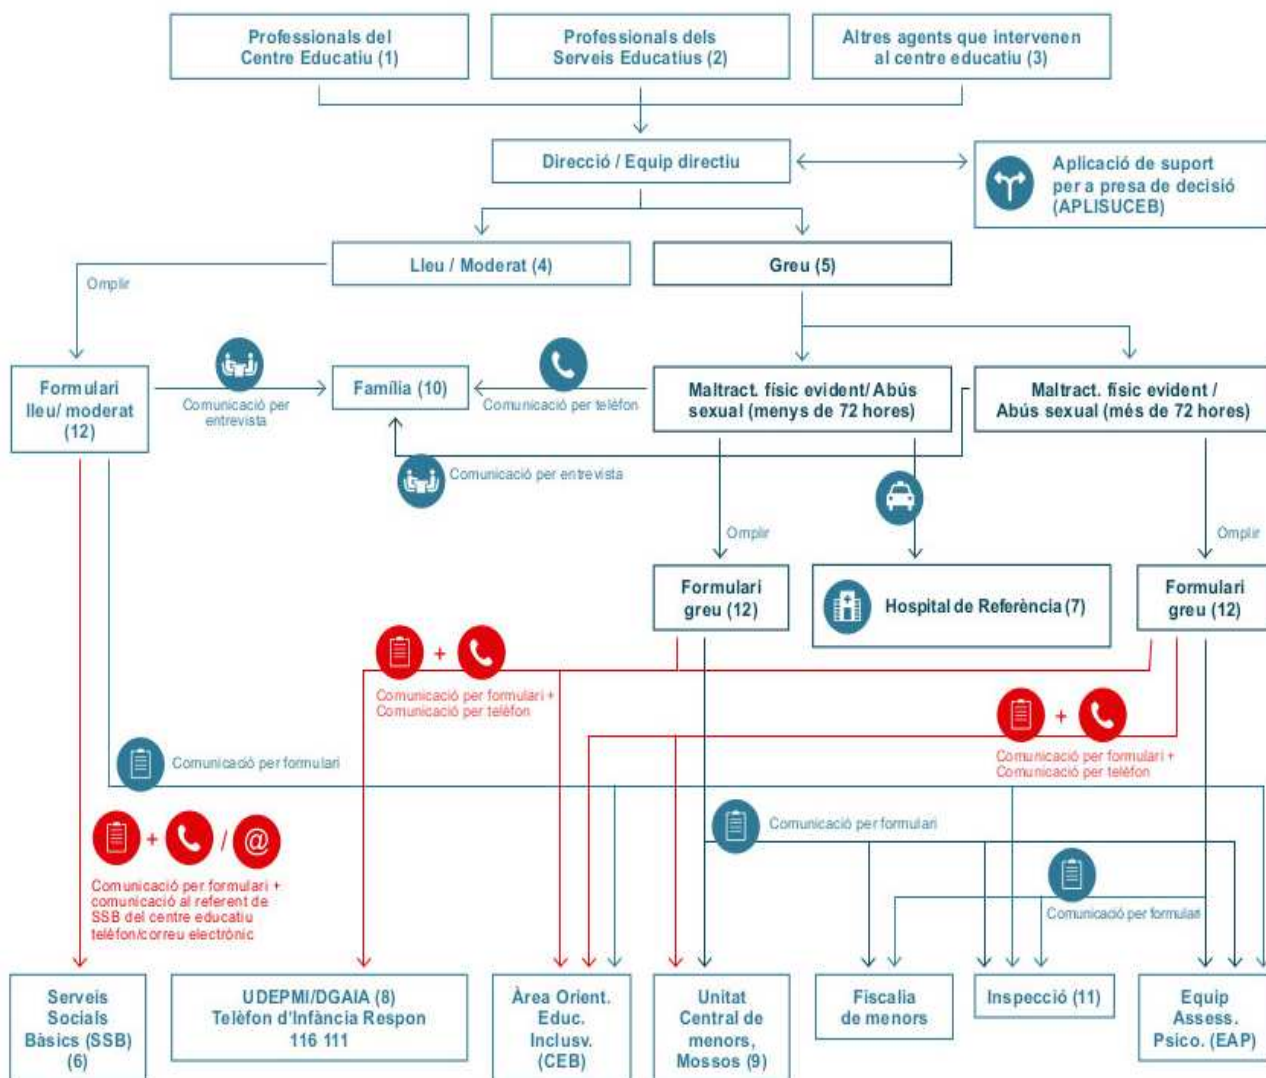 Professionals del
Centre Educatiu (1)
Professionals dels
Serveis Educatius (2)
Altres agents que intervenen
al centre educatiu (3)
Direcció / Equip directiu
Aplicació de suport
per a presa de decisió
(APLISUCEB)
Lleu / Moderat (4)
Greu (5)
Omplir
Formulari
lleu/ moderat
(12)
Comunicació per
entrevista
Família (10)
Comunicació per telèfon
Maltract. físic evident/ Abús
sexual (menys de 72 hores)
Maltract. físic evident /
Abús sexual (més de 72 hores)
Comunicació per entrevista
Omplir
Omplir
Formulari
greu (12)
Hospital de Referència (7)
Formulari
greu (12)
+
Comunicació per formulari +
Comunicació per telèfon
+
Comunicació per formulari +
Comunicació per telèfon
Comunicació per formulari
Comunicació per formulari
+ / @
Comunicació per formulari +
comunicació al referent de
SSB del centre educatiu
telèfon/correu electrònic
Comunicació per formulari
Serveis
Socials
Bàsics (SSB)
(6)
UDEPMI/DGAIA (8)
Telèfon d'Infància Respon
116 111
Àrea Orient.
Educ.
Inclusv.
(CEB)
Unitat
Central de
menors,
Mossos (9)
Fiscalia
de menors
Inspecció (11)
Equip
Assess.
Psico. (EAP)